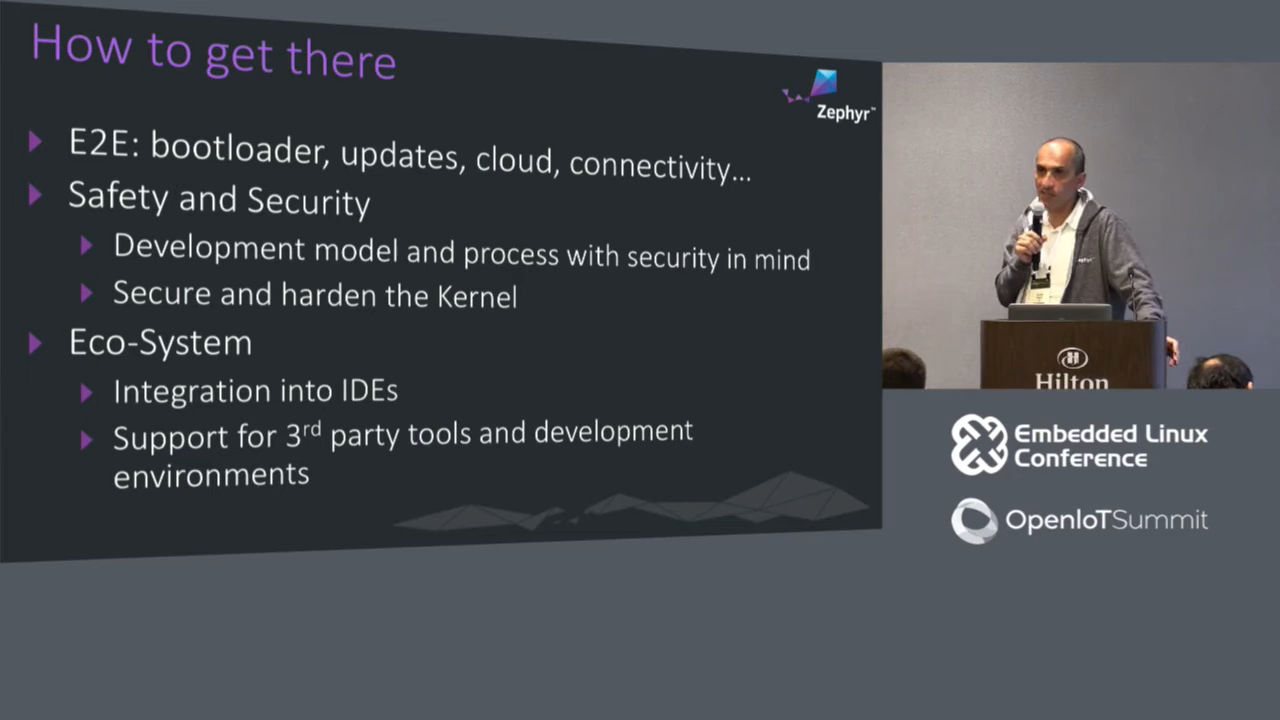 How to get there
Zephyr™
E2E: bootloader, updates, cloud, connectivity...
Safety and Security
Development model and process with security in mind
Secure and harden the Kernel
Eco-System
Integration into IDEs
Support for 3rd party tools and development
environments
Zephyr
Hilton
Embedded Linux
Conference
OpenIoTSummit